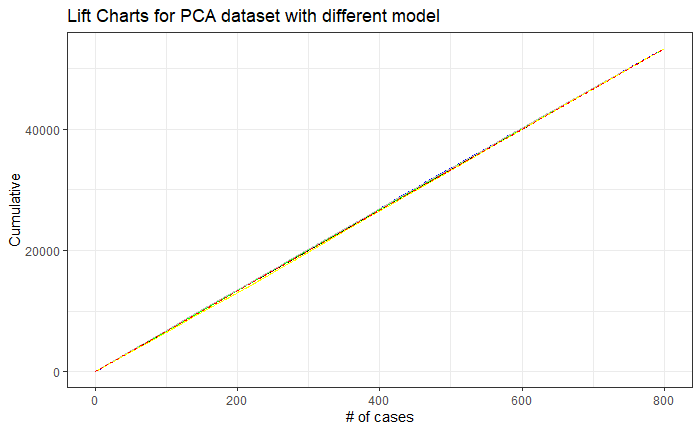 Lift Charts for PCA dataset with different model
Cumulative
40000
20000
0
0 200 400 600 800
# of cases